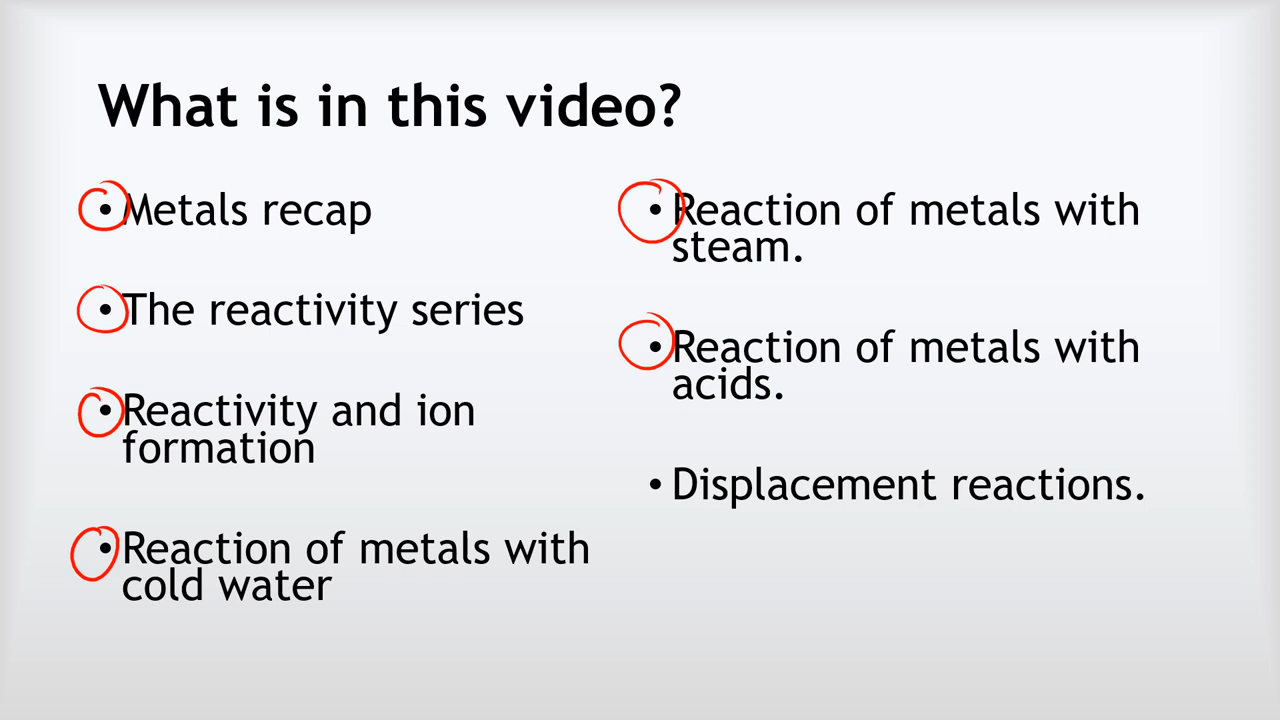 What is in this video?
• Metals recap
• The reactivity series
• Reactivity and ion
formation
• Reaction of metals with
cold water
• Reaction of metals with
steam.
• Reaction of metals with
acids.
• Displacement reactions.